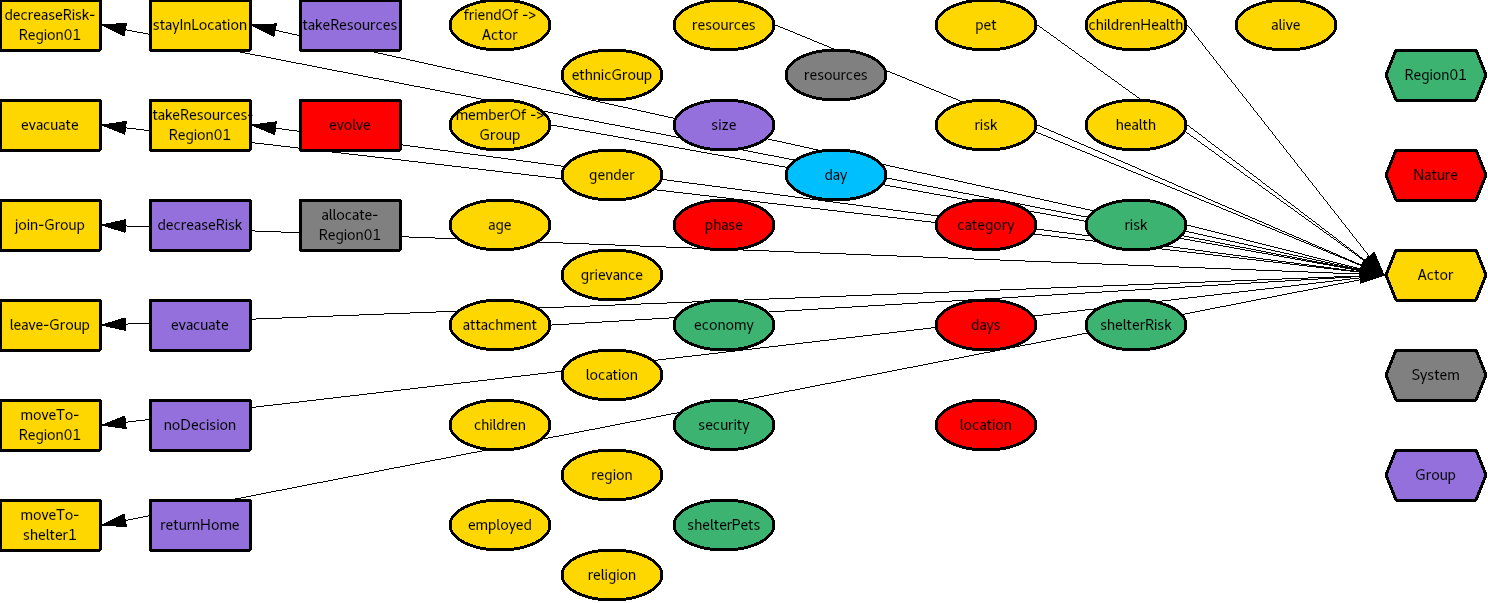 decreaseRisk-
Region01
stayInLocation
takeResources
friendOf ->
Actor
resources
pet
childrenHealth
alive
ethnicGroup
resources
Region01
evacuate
takeResources-
Region01
evolve
memberOf ->
Group
size
risk
health
gender
day
Nature
join-Group
decreaseRisk
allocate-
Region01
age
phase
category
risk
grievance
Actor
leave-Group
evacuate
attachment
economy
days
shelterRisk
location
System
moveTo-
Region01
noDecision
children
security
location
region
Group
moveTo-
shelter1
returnHome
employed
shelterPets
religion